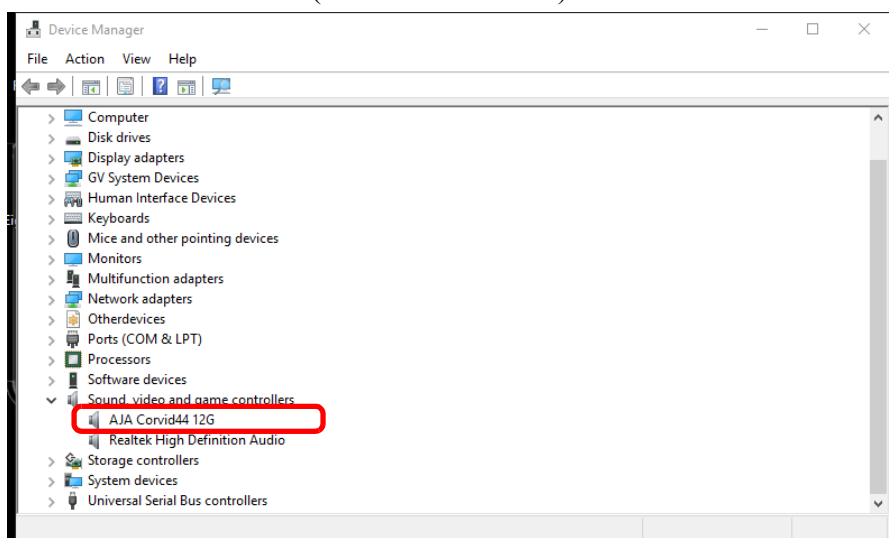 Device Manager
File Action View Help
Computer
Disk drives
Display adapters
GV System Devices
Human Interface Devices
Keyboards
Mice and other pointing devices
Monitors
Multifunction adapters
Network adapters
Otherdevices
Ports (COM & LPT)
Processors
Software devices
Sound, video and game controllers
AJA Corvid44 12G
Realtek High Definition Audio
Storage controllers
System devices
Universal Serial Bus controllers